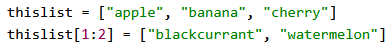 thislist = ["apple", "banana", "cherry"]
thislist[1:2] = ["blackcurrant", "watermelon"]